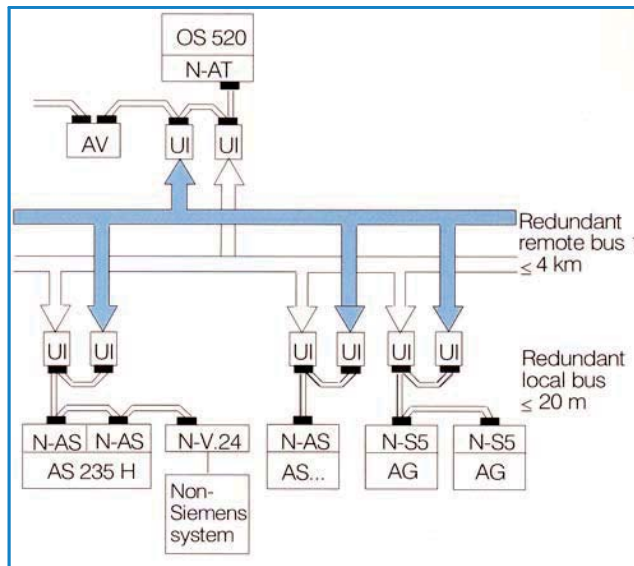 OS 520
N-AT
AV
UI
UI
Redundant
remote bus
≤ 4 km
UI
UI
UI
UI
UI
UI
Redundant
local bus
≤ 20 m
N-AS
N-AS
AS 235 H
N-V.24
Non-
Siemens
system
N-AS
AS...
N-S5
AG
N-S5
AG